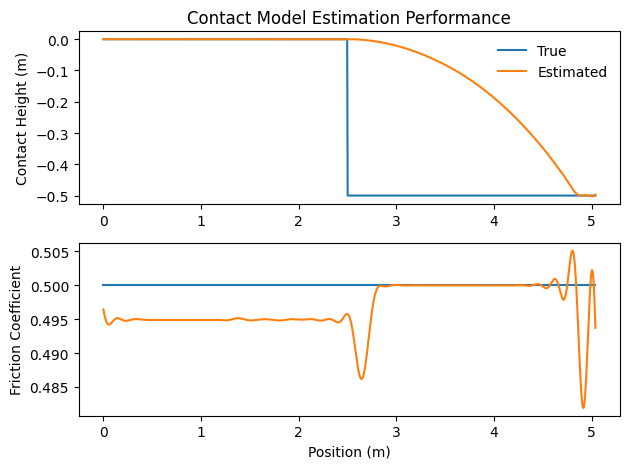 Contact Model Estimation Performance
Contact Height (m)
0.0
−0.1
−0.2
−0.3
−0.4
−0.5
True
Estimated
0 1 2 3 4 5
Friction Coefficient
0.505
0.500
0.495
0.490
0.485
0 1 2 3 4 5
Position (m)